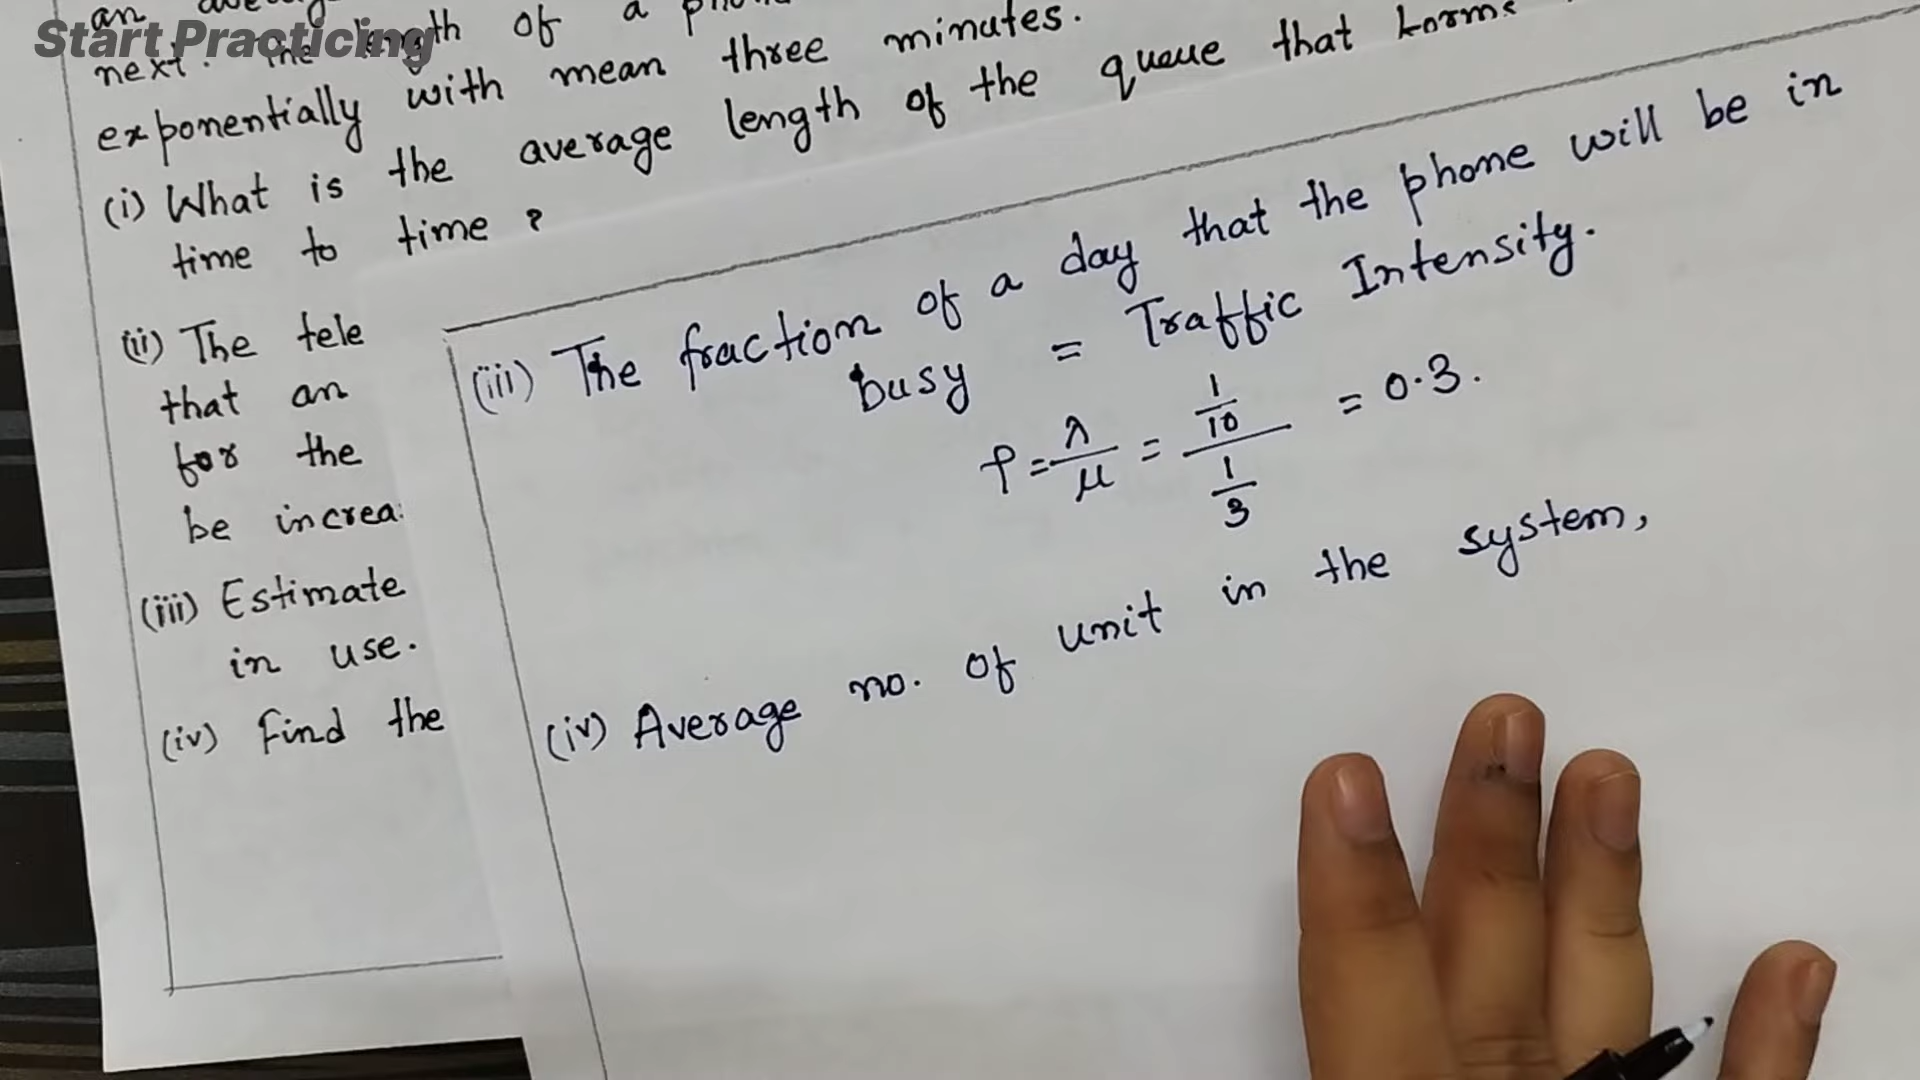 Start Practicing
an
next. The length of a
exponentially with mean three minutes.
(i) What is the average length of the queue that forms
time to time ?
(ii) The tele
that an
for the
be increa
(iii) Estimate
in use.
(iv) Find the
(iii) The fraction of a day that the phone will be in
busy = Traffic Intensity.
ρ = λ/μ = (1/10)/(1/3) = 0.3.
(iv) Average no. of unit in the system,